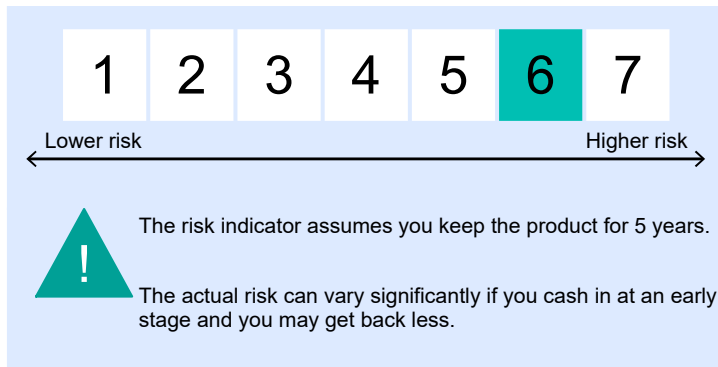 1 2 3 4 5 6 7
Lower risk Higher risk
!
The risk indicator assumes you keep the product for 5 years.
The actual risk can vary significantly if you cash in at an early
stage and you may get back less.